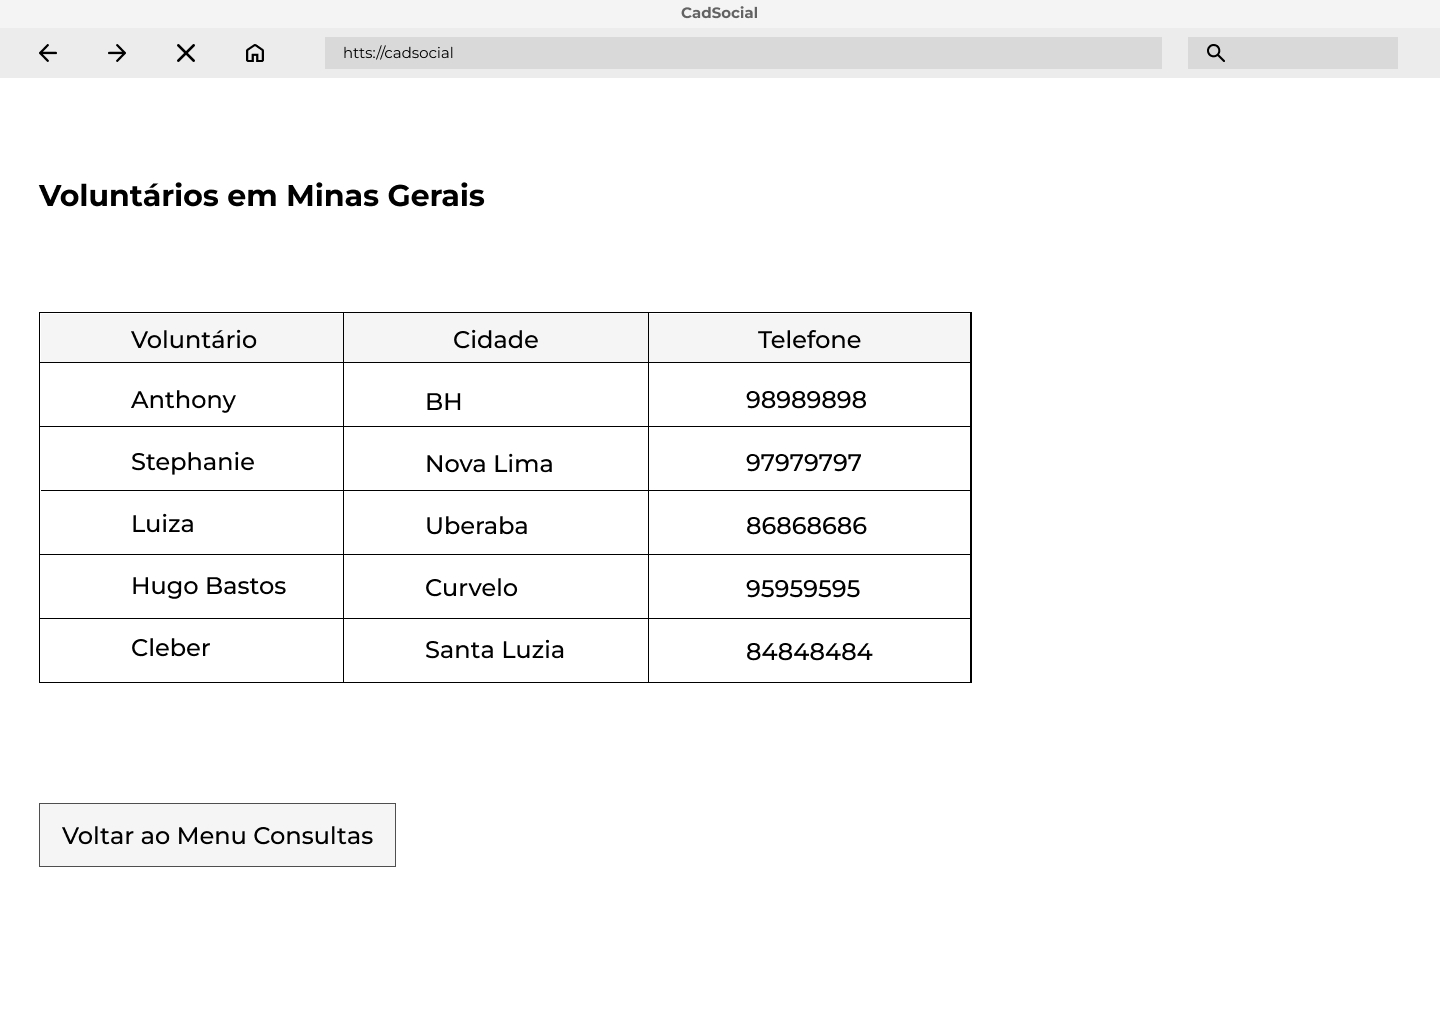 CadSocial
htts://cadsocial
Voluntários em Minas Gerais
Voluntário Cidade Telefone
Anthony BH 98989898
Stephanie Nova Lima 97979797
Luiza Uberaba 86868686
Hugo Bastos Curvelo 95959595
Cleber Santa Luzia 84848484
Voltar ao Menu Consultas